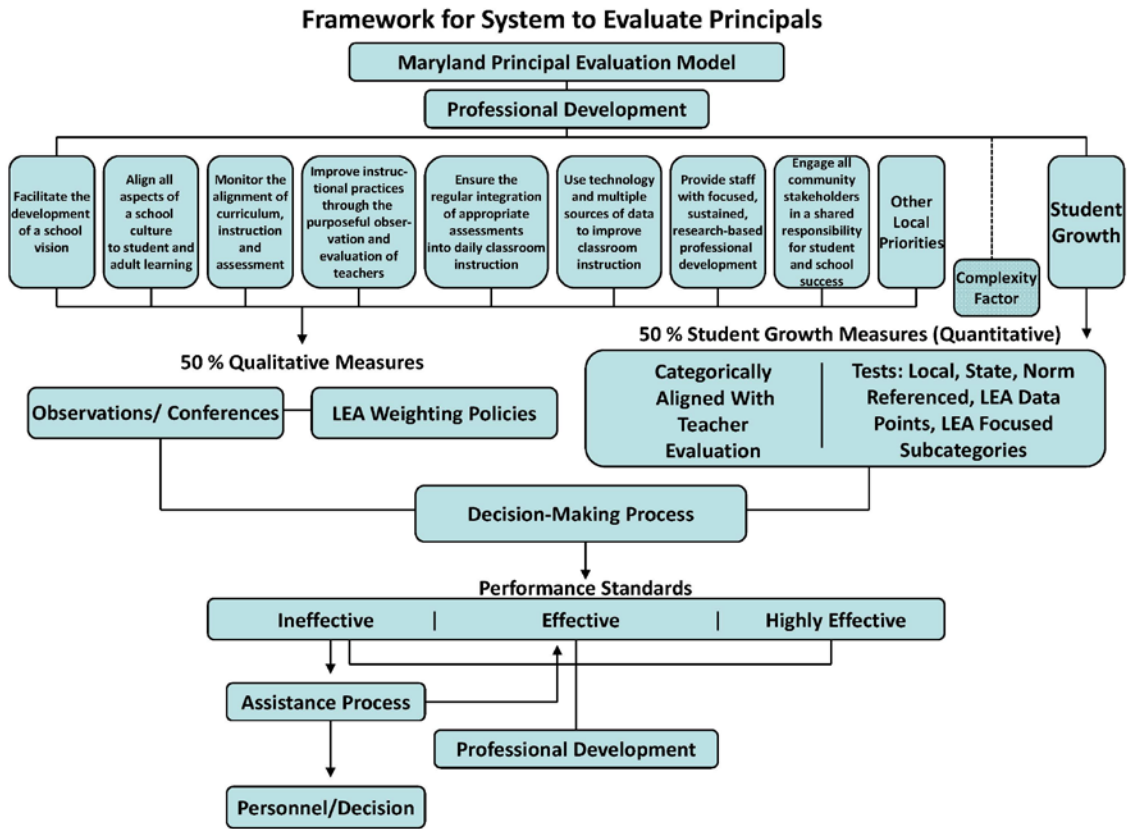 Framework for System to Evaluate Principals
Maryland Principal Evaluation Model
Professional Development
Facilitate the
development
of a school
vision
Align all
aspects of
a school
culture
to student and
adult learning
Monitor the
alignment of
curriculum,
instruction
and
assessment
Improve instruc-
tional practices
through the
purposeful obser-
vation and
evaluation of
teachers
Ensure the
regular integration
of appropriate
assessments
into daily classroom
instruction
Use technology
and multiple
sources of data
to improve
classroom
instruction
Provide staff
with focused,
sustained,
research-based
professional
development
Engage all
community
stakeholders
in a shared
responsibility
for student
and school
success
Other
Local
Priorities
Complexity
Factor
Student
Growth
50 % Qualitative Measures
Observations/ Conferences
LEA Weighting Policies
50 % Student Growth Measures (Quantitative)
Categorically
Aligned With
Teacher
Evaluation
Tests: Local, State, Norm
Referenced, LEA Data
Points, LEA Focused
Subcategories
Decision-Making Process
Performance Standards
Ineffective | Effective | Highly Effective
Assistance Process
Professional Development
Personnel/Decision